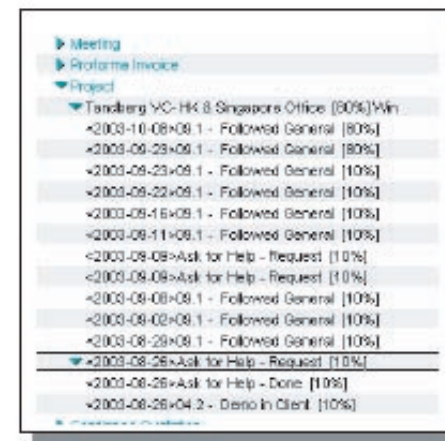 Meeting
Proforma Invoice
Project
Tandberg VC- HK & Singapore Office [80%] Win
<2003-10-08>09.1 - Followed General [80%]
<2003-09-29>09.1 - Followed General [80%]
<2003-09-23>09.1 - Followed General [10%]
<2003-09-22>09.1 - Followed General [10%]
<2003-09-16>09.1 - Followed General [10%]
<2003-09-11>09.1 - Followed General [10%]
<2003-09-09>Ask for Help - Request [10%]
<2003-09-09>Ask for Help - Request [10%]
<2003-09-08>09.1 - Followed General [10%]
<2003-09-02>09.1 - Followed General [10%]
<2003-08-29>09.1 - Followed General [10%]
<2003-08-26>Ask for Help - Request [10%]
<2003-08-26>Ask for Help - Done [10%]
<2003-08-26>04.2 - Demo in Client [10%]